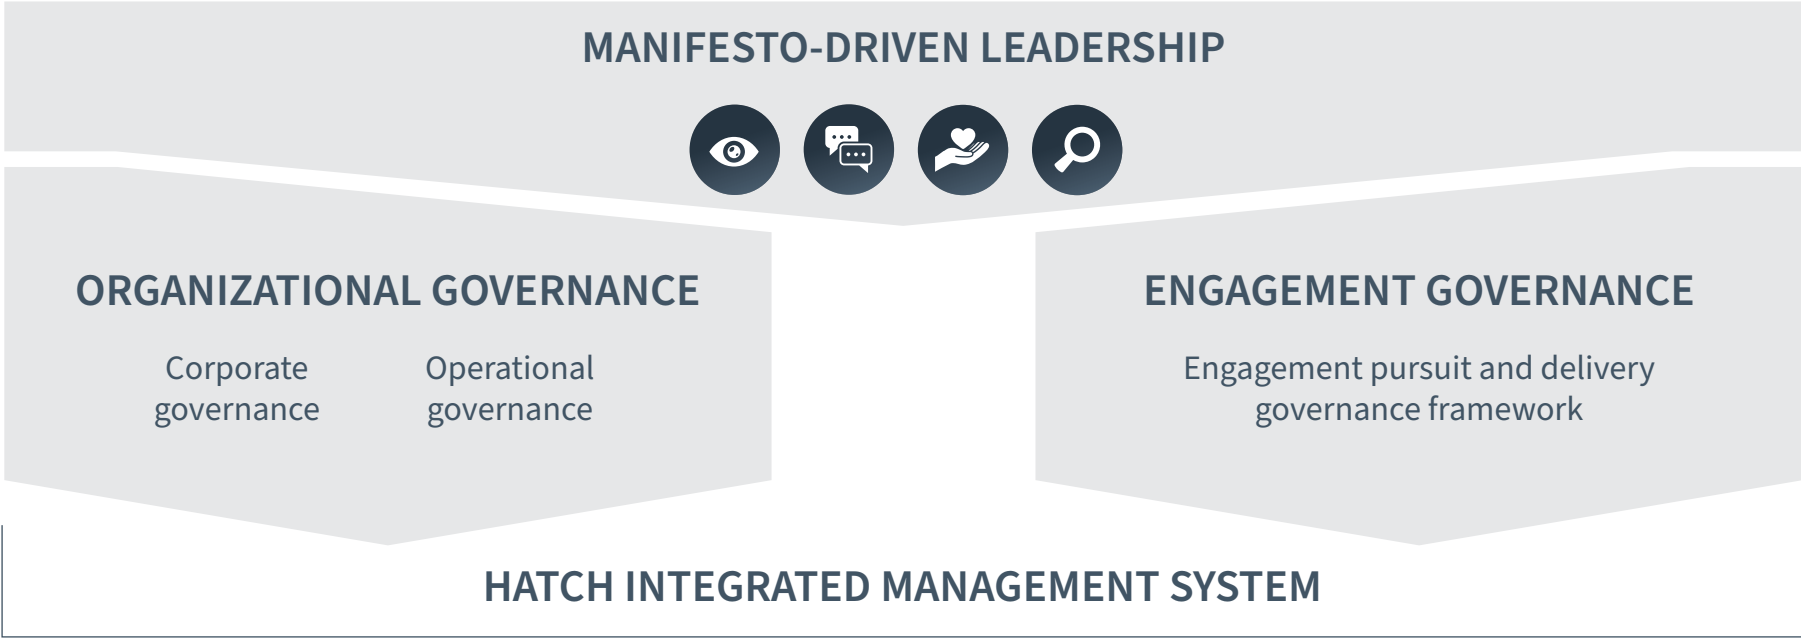 MANIFESTO-DRIVEN LEADERSHIP
ORGANIZATIONAL GOVERNANCE
Corporate
governance
Operational
governance
ENGAGEMENT GOVERNANCE
Engagement pursuit and delivery
governance framework
HATCH INTEGRATED MANAGEMENT SYSTEM